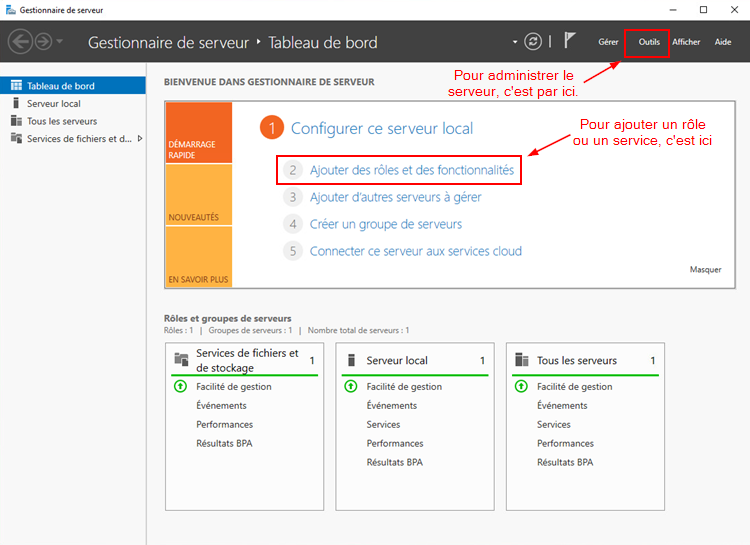 Gestionnaire de serveur
Gestionnaire de serveur ‣ Tableau de bord
Gérer Outils Afficher Aide
Pour administrer le
serveur, c'est par ici.
Tableau de bord
Serveur local
Tous les serveurs
Services de fichiers et d...
BIENVENUE DANS GESTIONNAIRE DE SERVEUR
DÉMARRAGE
RAPIDE
NOUVEAUTÉS
EN SAVOIR PLUS
1 Configurer ce serveur local
Pour ajouter un rôle
ou un service, c'est ici
2 Ajouter des rôles et des fonctionnalités
3 Ajouter d'autres serveurs à gérer
4 Créer un groupe de serveurs
5 Connecter ce serveur aux services cloud
Masquer
Rôles et groupes de serveurs
Rôles : 1 | Groupes de serveurs : 1 | Nombre total de serveurs : 1
Services de fichiers et
de stockage
1
Facilité de gestion
Événements
Performances
Résultats BPA
Serveur local 1
Facilité de gestion
Événements
Services
Performances
Résultats BPA
Tous les serveurs 1
Facilité de gestion
Événements
Services
Performances
Résultats BPA